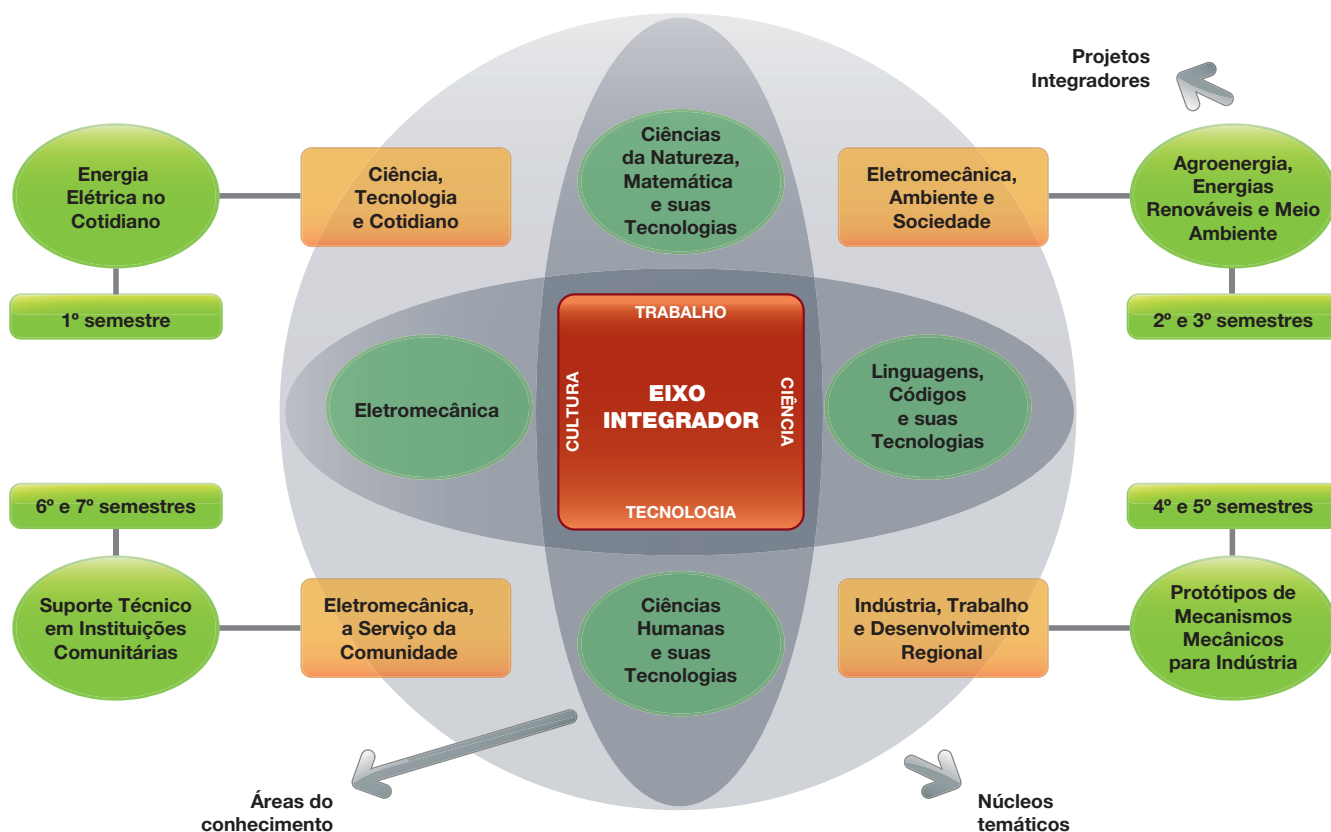 Projetos
Integradores
Energia
Elétrica no
Cotidiano
Ciência,
Tecnologia
e Cotidiano
Ciências
da Natureza,
Matemática
e suas
Tecnologias
Eletromecânica,
Ambiente e
Sociedade
Agroenergia,
Energias
Renováveis e Meio
Ambiente
1º semestre
2º e 3º semestres
TRABALHO
Eletromecânica
CULTURA
EIXO
INTEGRADOR
CIÊNCIA
Linguagens,
Códigos
e suas
Tecnologias
TECNOLOGIA
6º e 7º semestres
4º e 5º semestres
Suporte Técnico
em Instituições
Comunitárias
Eletromecânica,
a Serviço da
Comunidade
Ciências
Humanas
e suas
Tecnologias
Indústria, Trabalho
e Desenvolvimento
Regional
Protótipos de
Mecanismos
Mecânicos
para Indústria
Áreas do
conhecimento
Núcleos
temáticos